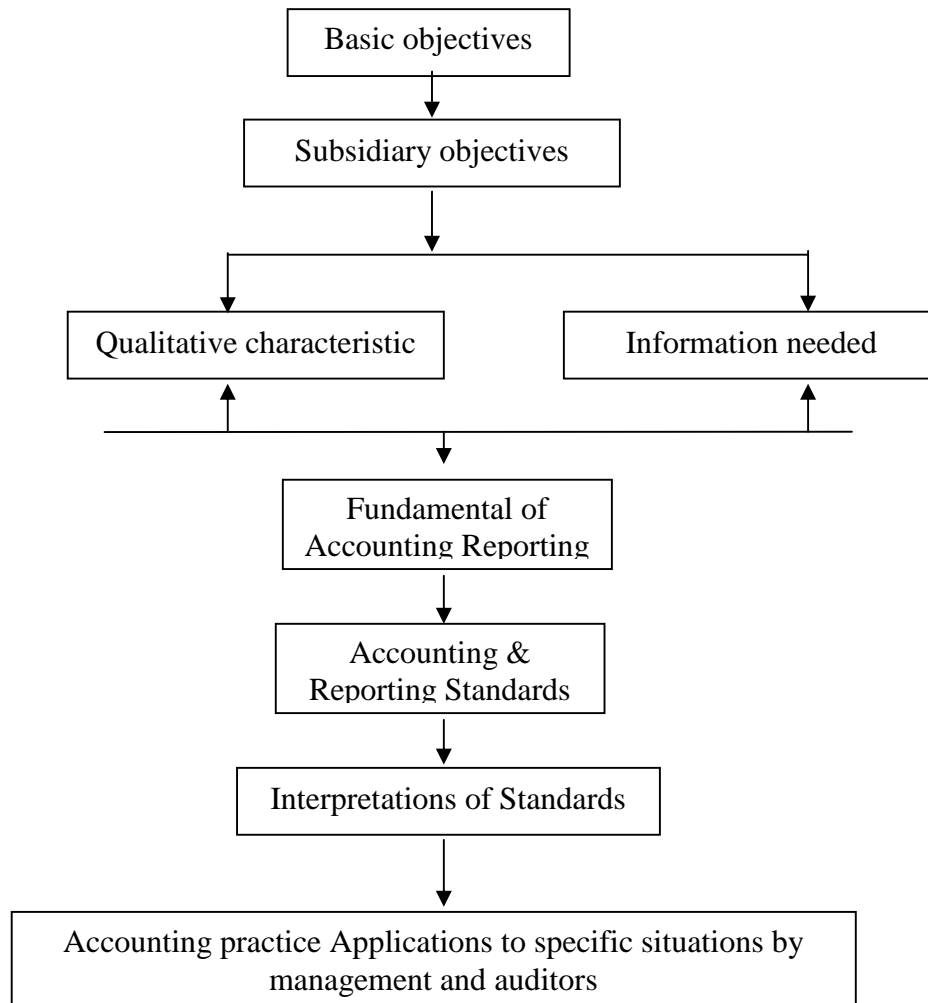 Basic objectives
Subsidiary objectives
Qualitative characteristic
Information needed
Fundamental of
Accounting Reporting
Accounting &
Reporting Standards
Interpretations of Standards
Accounting practice Applications to specific situations by
management and auditors